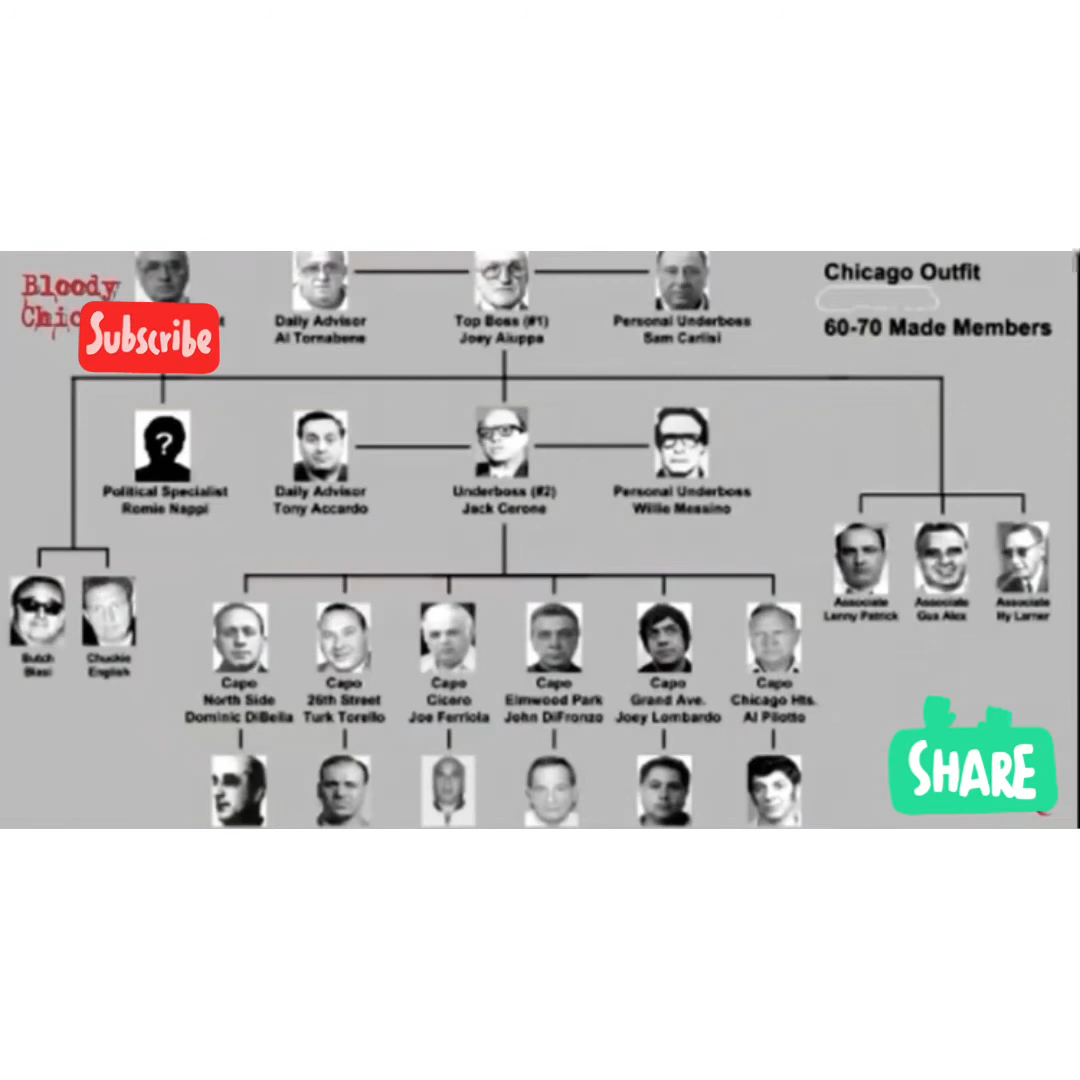 Bloody
Chic
Subscribe
Daily Advisor
Al Tornabene
Top Boss (#1)
Joey Aiuppa
Personal Underboss
Sam Carlisi
Chicago Outfit
60-70 Made Members
?
Political Specialist
Romie Nappi
Daily Advisor
Tony Accardo
Underboss (#2)
Jack Cerone
Personal Underboss
Willie Messino
Associate
Lenny Patrick
Associate
Gus Alex
Associate
Hy Larner
Butch
Blasi
Chuckie
English
Capo
North Side
Dominic DiBella
Capo
26th Street
Turk Torello
Capo
Cicero
Joe Ferriola
Capo
Elmwood Park
John DiFronzo
Capo
Grand Ave.
Joey Lombardo
Capo
Chicago Hts.
Al Pilotto
SHARE